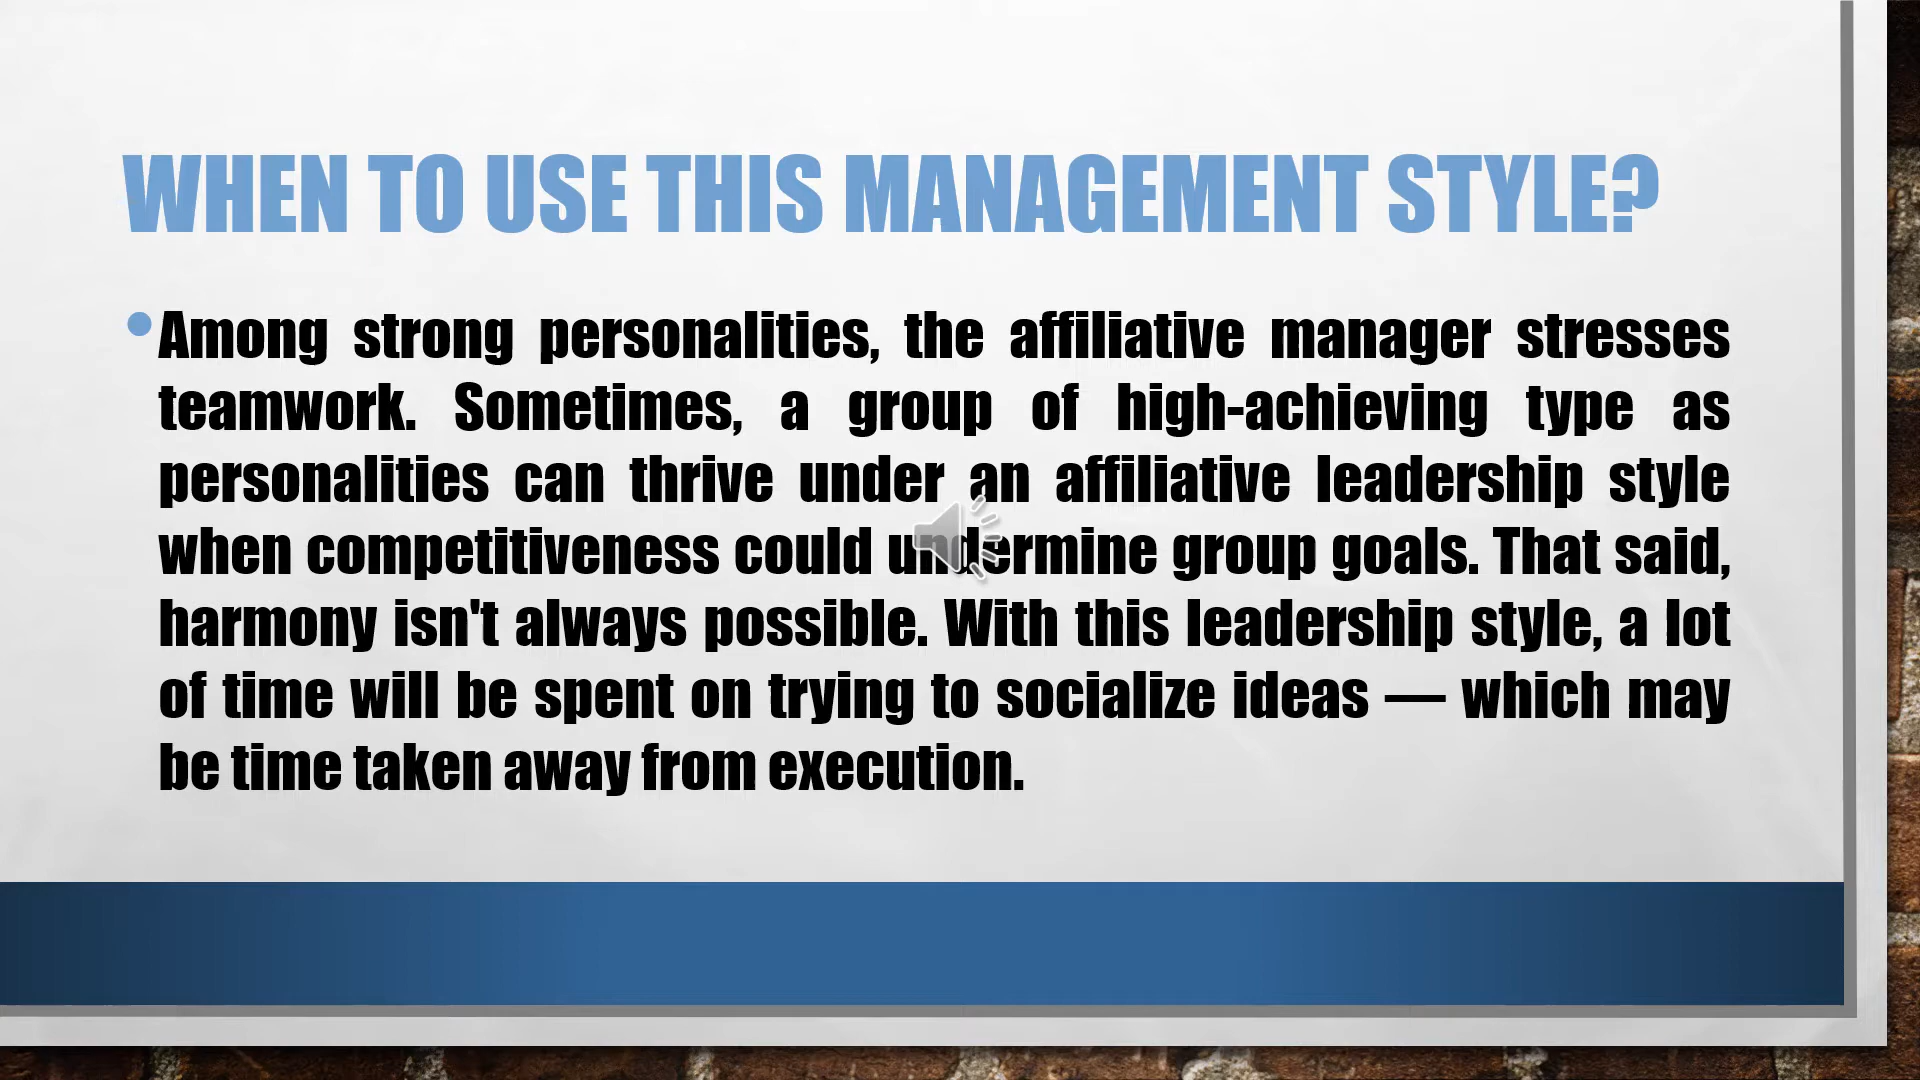 WHEN TO USE THIS MANAGEMENT STYLE?
Among strong personalities, the affiliative manager stresses
teamwork. Sometimes, a group of high-achieving type as
personalities can thrive under an affiliative leadership style
when competitiveness could undermine group goals. That said,
harmony isn't always possible. With this leadership style, a lot
of time will be spent on trying to socialize ideas — which may
be time taken away from execution.